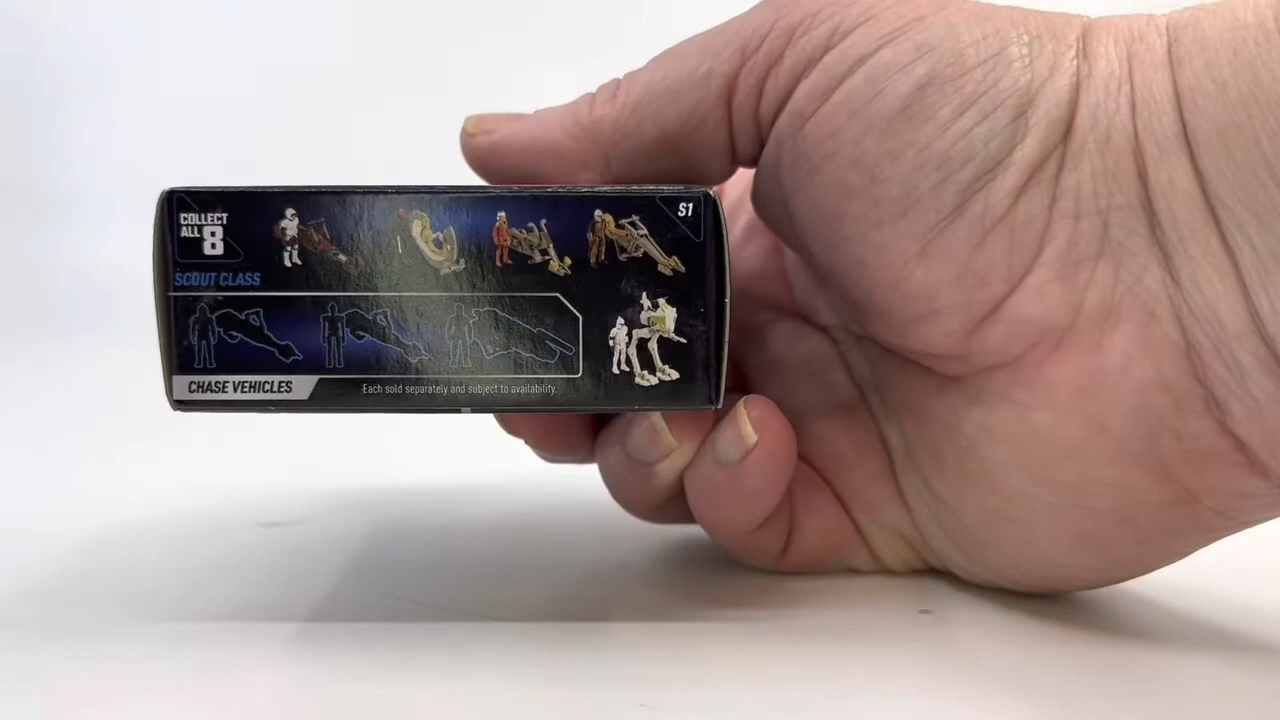 COLLECT
ALL 8
S1
SCOUT CLASS
CHASE VEHICLES
Each sold separately and subject to availability.